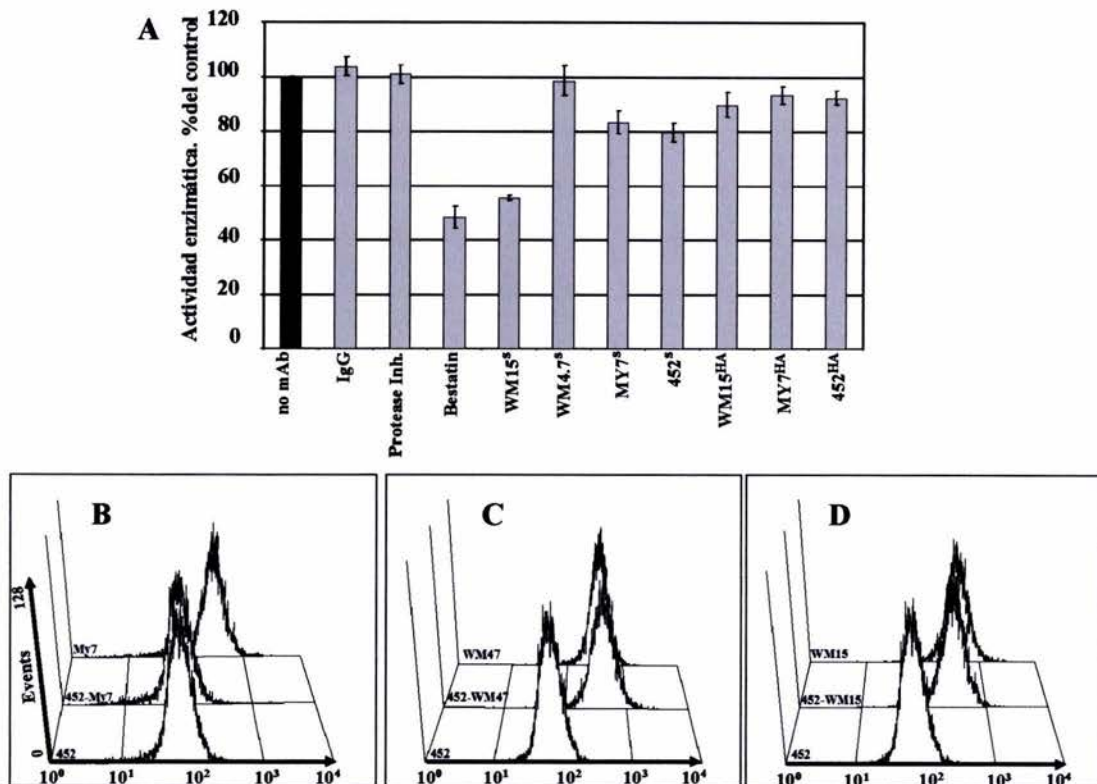 A
Actividad enzimática. %del control
120
100
80
60
40
20
0
no mAb
IgG
Protease Inh.
Bestatin
WM15ˢ
WM4.7ˢ
MY7ˢ
452ˢ
WM15ᴴᴬ
MY7ᴴᴬ
452ᴴᴬ
B
128
Events
0
My7
452-My7
452
10⁰ 10¹ 10² 10³ 10⁴
C
WM47
452-WM47
452
10⁰ 10¹ 10² 10³ 10⁴
D
WM15
452-WM15
452
10⁰ 10¹ 10² 10³ 10⁴